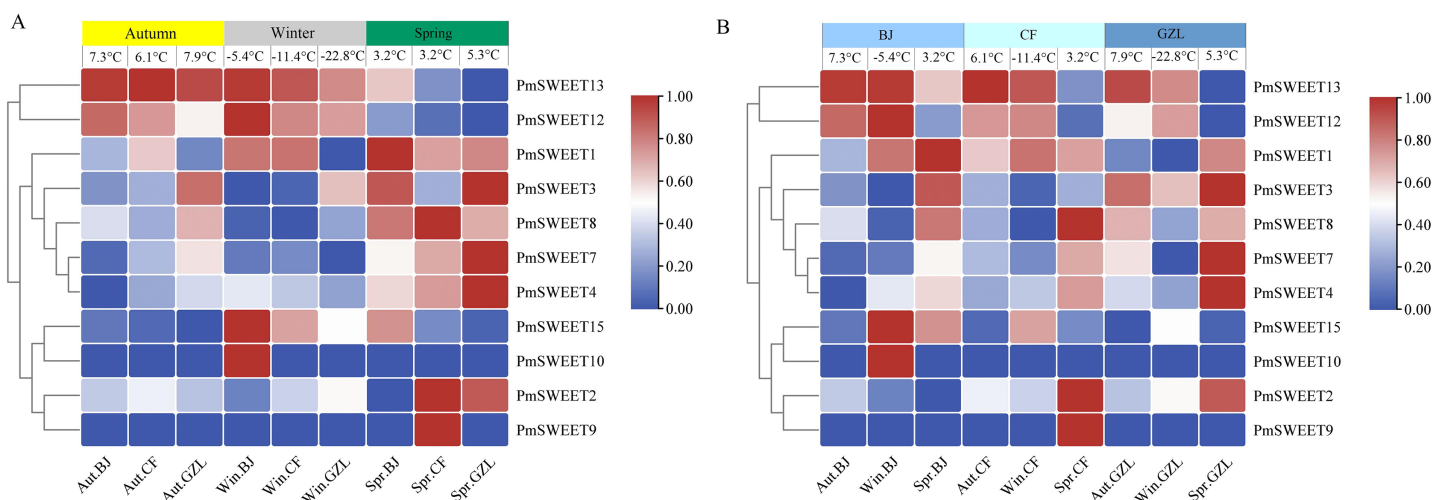 A
Autumn Winter Spring
7.3°C 6.1°C 7.9°C -5.4°C -11.4°C -22.8°C 3.2°C 3.2°C 5.3°C
PmSWEET13
PmSWEET12
PmSWEET1
PmSWEET3
PmSWEET8
PmSWEET7
PmSWEET4
PmSWEET15
PmSWEET10
PmSWEET2
PmSWEET9
1.00
0.80
0.60
0.40
0.20
0.00
Aut.BJ Aut.CF Aut.GZL Win.BJ Win.CF Win.GZL Spr.BJ Spr.CF Spr.GZL
B
BJ CF GZL
7.3°C -5.4°C 3.2°C 6.1°C -11.4°C 3.2°C 7.9°C -22.8°C 5.3°C
PmSWEET13
PmSWEET12
PmSWEET1
PmSWEET3
PmSWEET8
PmSWEET7
PmSWEET4
PmSWEET15
PmSWEET10
PmSWEET2
PmSWEET9
1.00
0.80
0.60
0.40
0.20
0.00
Aut.BJ Win.BJ Spr.BJ Aut.CF Win.CF Spr.CF Aut.GZL Win.GZL Spr.GZL